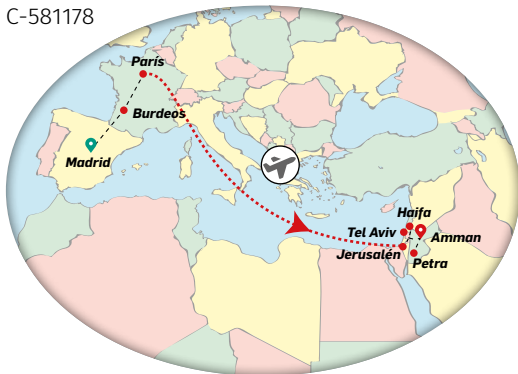 C-581178
París
Burdeos
Madrid
Haifa
Tel Aviv
Amman
Jerusalén
Petra